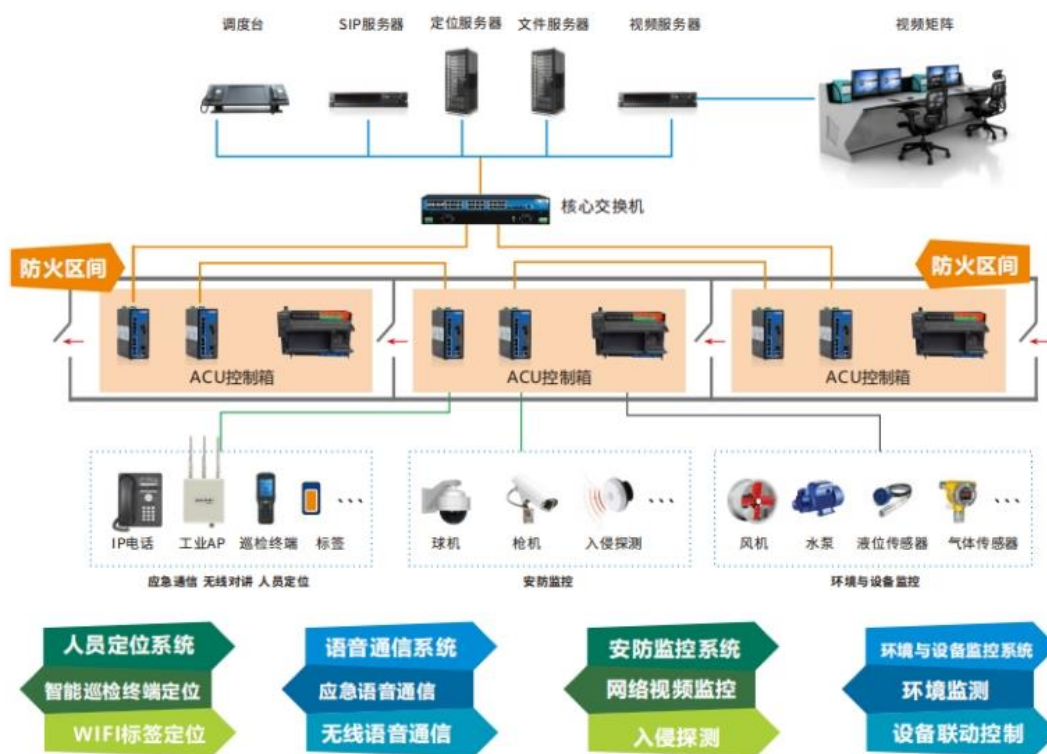 调度台
SIP服务器
定位服务器
文件服务器
视频服务器
视频矩阵
核心交换机
防火区间
防火区间
ACU控制箱
ACU控制箱
ACU控制箱
IP电话
工业AP
巡检终端
标签
...
球机
枪机
入侵探测
...
风机
水泵
液位传感器
气体传感器
...
应急通信 无线对讲 人员定位
安防监控
环境与设备监控
人员定位系统
智能巡检终端定位
WIFI标签定位
语音通信系统
应急语音通信
无线语音通信
安防监控系统
网络视频监控
入侵探测
环境与设备监控系统
环境监测
设备联动控制